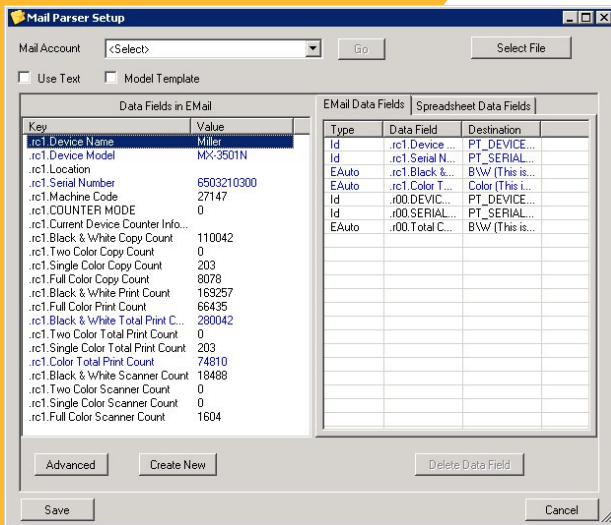 Mail Parser Setup
Mail Account <Select> Go Select File
Use Text Model Template
Data Fields in EMail
Key Value
.rc1.Device Name Miller
.rc1.Device Model MX-3501N
.rc1.Location
.rc1.Serial Number 6503210300
.rc1.Machine Code 27147
.rc1.COUNTER MODE 0
.rc1.Current Device Counter Info...
.rc1.Black & White Copy Count 110042
.rc1.Two Color Copy Count 0
.rc1.Single Color Copy Count 203
.rc1.Full Color Copy Count 8078
.rc1.Black & White Print Count 169257
.rc1.Full Color Print Count 66435
.rc1.Black & White Total Print C... 280042
.rc1.Two Color Total Print Count 0
.rc1.Single Color Total Print Count 203
.rc1.Color Total Print Count 74810
.rc1.Black & White Scanner Count 18488
.rc1.Two Color Scanner Count 0
.rc1.Single Color Scanner Count 0
.rc1.Full Color Scanner Count 1604
EMail Data Fields Spreadsheet Data Fields
Type Data Field Destination
Id .rc1.Device ... PT_DEVICE...
Id .rc1.Serial N... PT_SERIAL...
EAuto .rc1.Black &... B\W (This is...
EAuto .rc1.Color T... Color (This i...
Id .r00.DEVIC... PT_DEVICE...
Id .r00.SERIAL... PT_SERIAL...
EAuto .r00.Total C... B\W (This is...
Advanced Create New Delete Data Field
Save Cancel